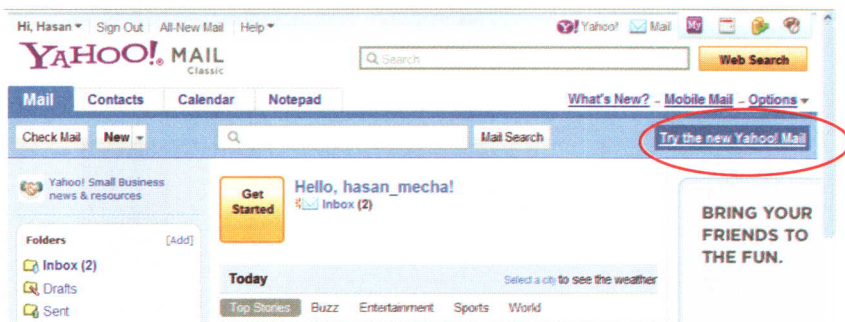 Hi, Hasan Sign Out All-New Mail Help Yahoo! Mail My
YAHOO! MAIL
Classic
Search
Web Search
Mail Contacts Calendar Notepad What's New? - Mobile Mail - Options
Check Mail New Mail Search Try the new Yahoo! Mail
Yahoo! Small Business
news & resources
Get
Started
Hello, hasan_mecha!
Inbox (2)
BRING YOUR
FRIENDS TO
THE FUN.
Folders [Add]
Inbox (2)
Drafts
Sent
Today Select a city to see the weather
Top Stories Buzz Entertainment Sports World